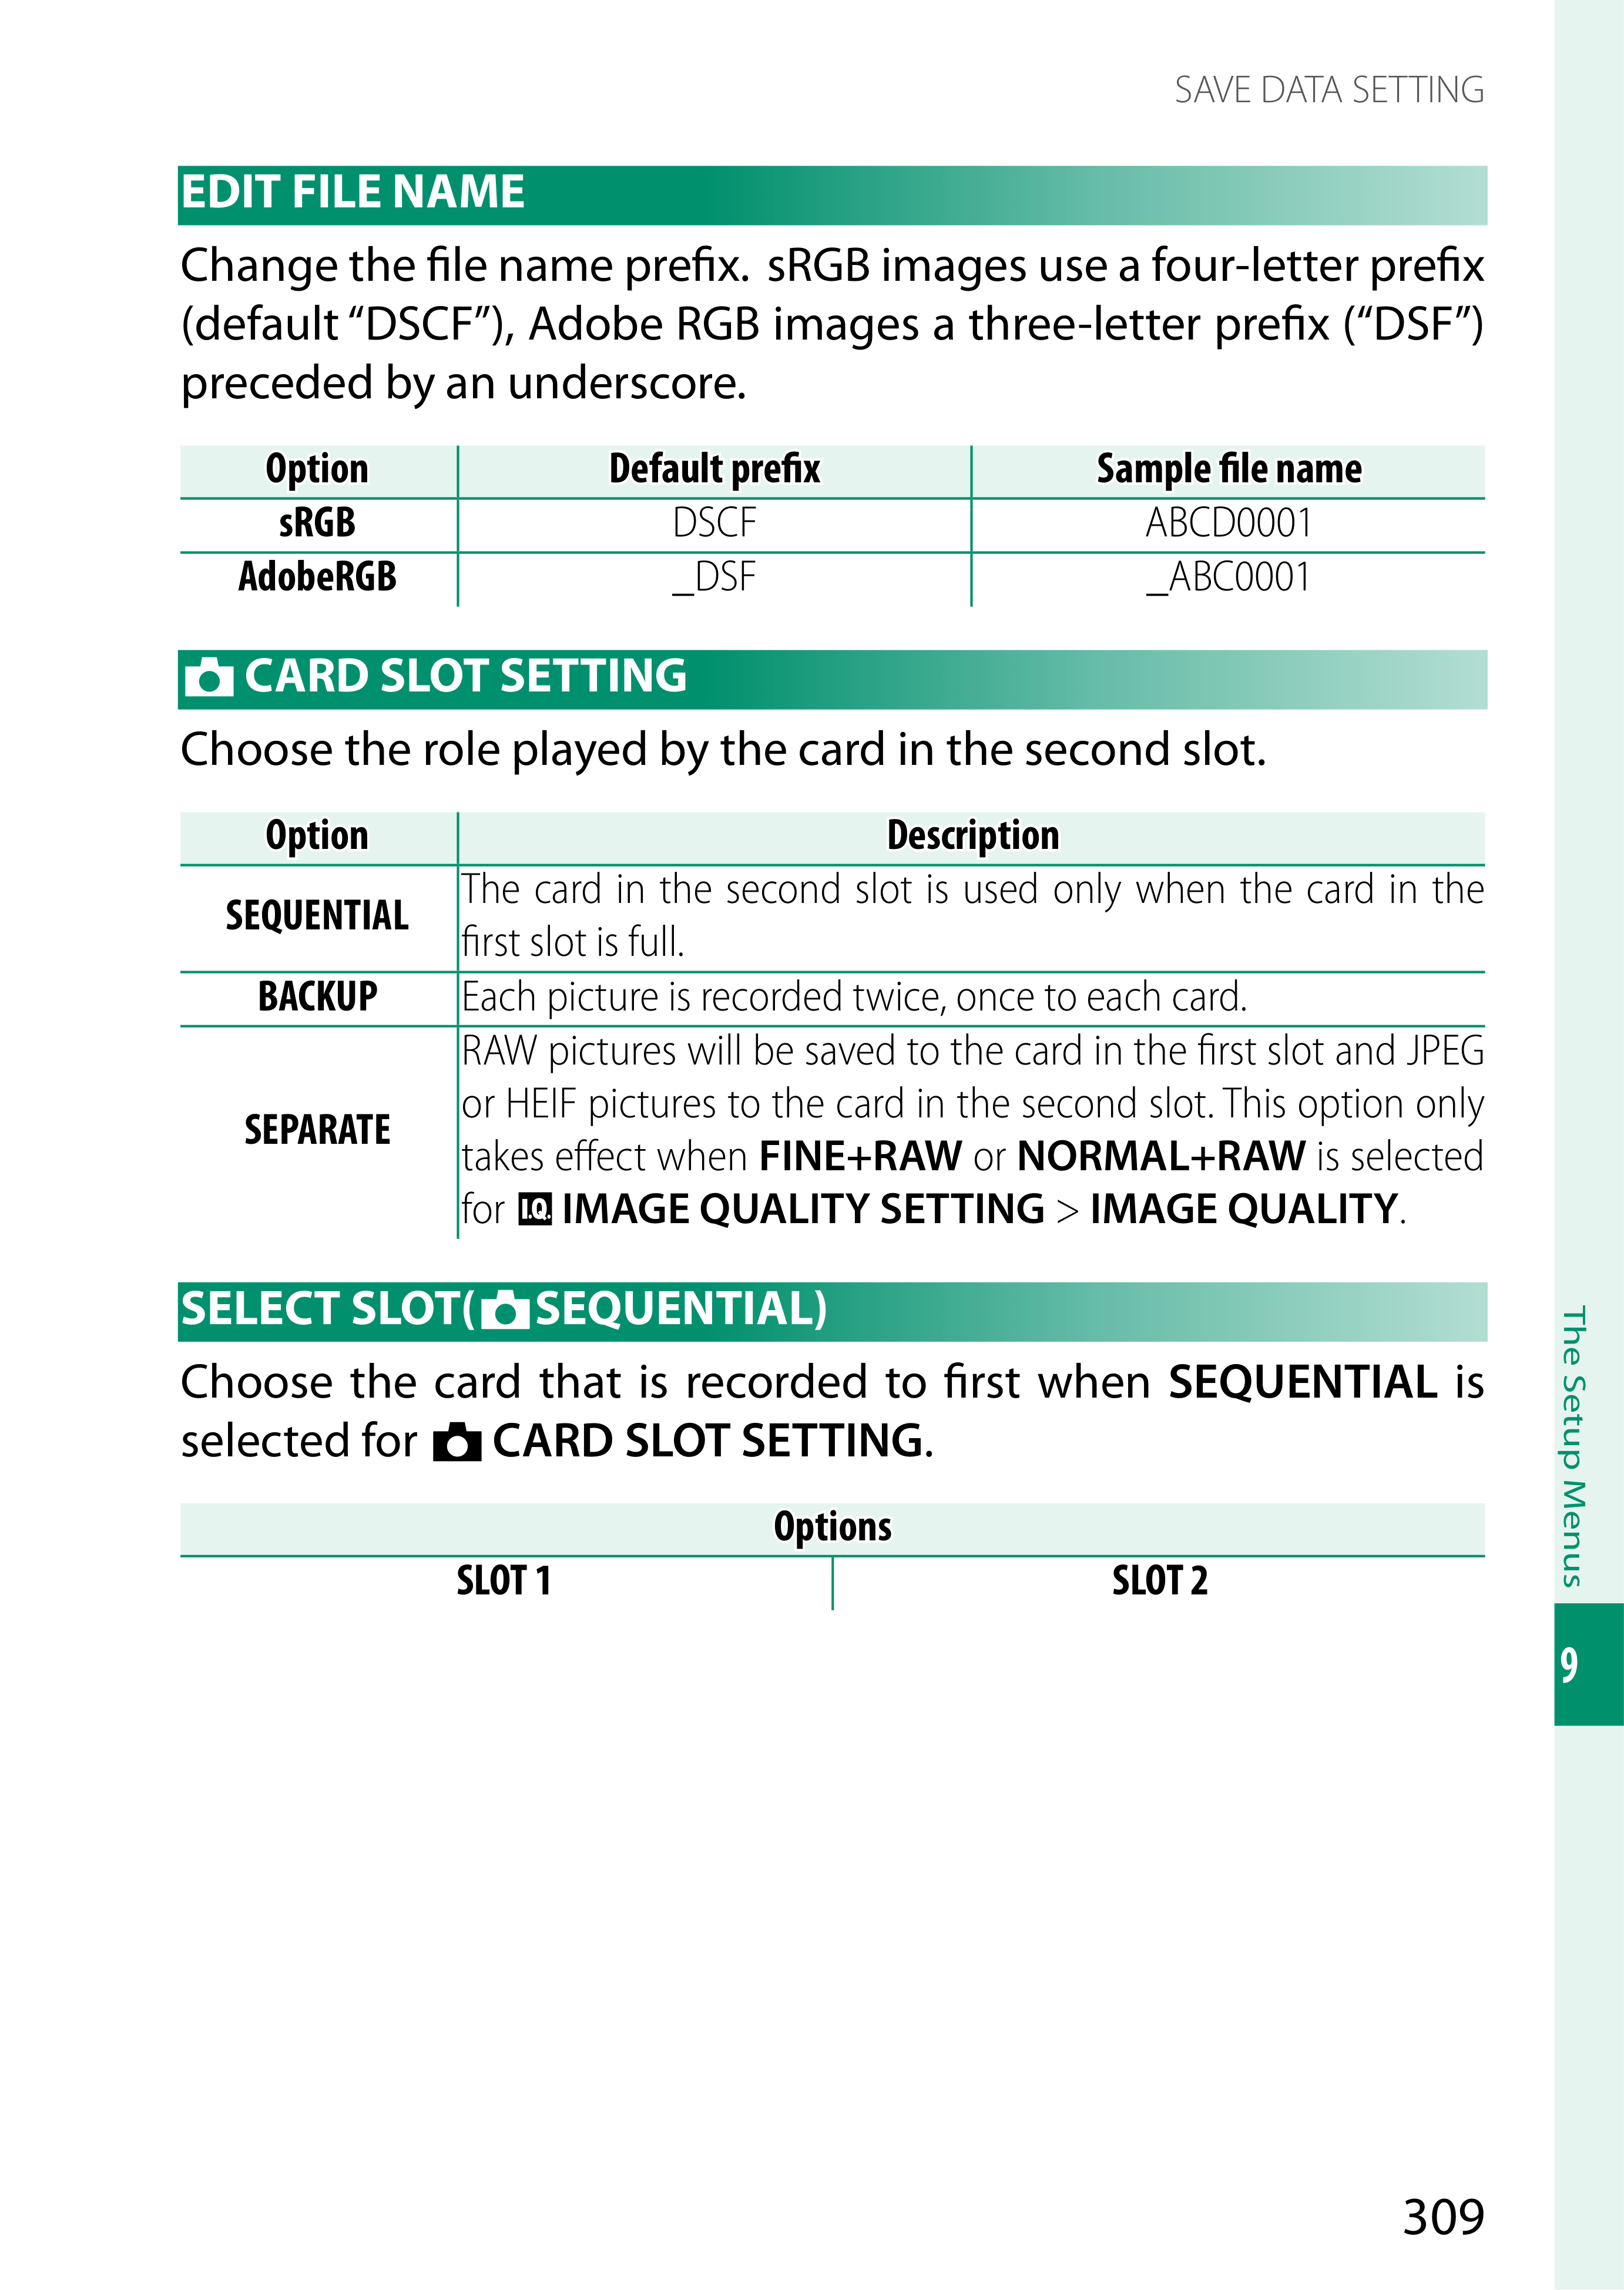 SAVE DATA SETTING
EDIT FILE NAME
Change the file name prefix. sRGB images use a four-letter prefix
(default “DSCF”), Adobe RGB images a three-letter prefix (“DSF”)
preceded by an underscore.
Option Default prefix Sample file name
sRGB DSCF ABCD0001
AdobeRGB _DSF _ABC0001
CARD SLOT SETTING
Choose the role played by the card in the second slot.
Option Description
SEQUENTIAL
The card in the second slot is used only when the card in the
first slot is full.
BACKUP Each picture is recorded twice, once to each card.
SEPARATE
RAW pictures will be saved to the card in the first slot and JPEG
or HEIF pictures to the card in the second slot. This option only
takes effect when FINE+RAW or NORMAL+RAW is selected
for I.Q. IMAGE QUALITY SETTING > IMAGE QUALITY.
SELECT SLOT(SEQUENTIAL)
Choose the card that is recorded to first when SEQUENTIAL is
selected for CARD SLOT SETTING.
Options
SLOT 1 SLOT 2
The Setup Menus
9
309